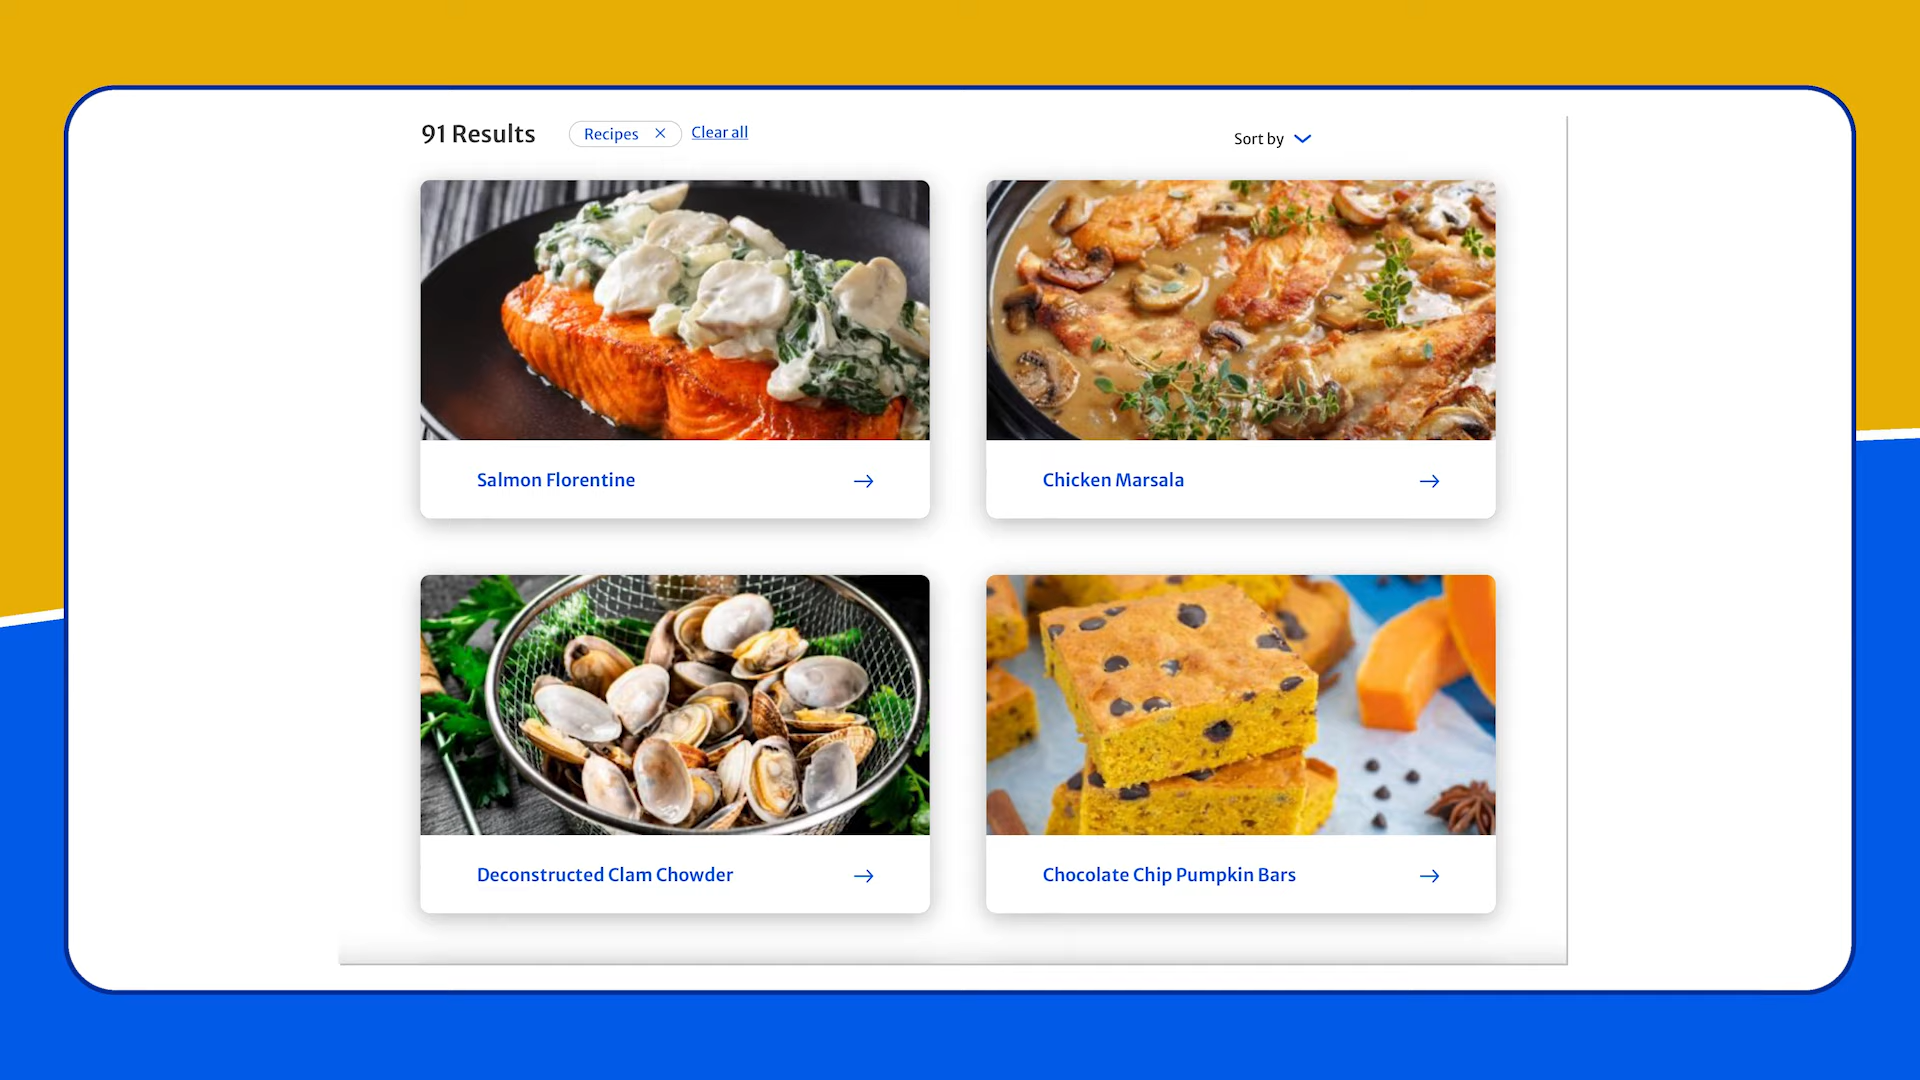 91 Results
Recipes
Clear all
Sort by
Salmon Florentine
Chicken Marsala
Deconstructed Clam Chowder
Chocolate Chip Pumpkin Bars